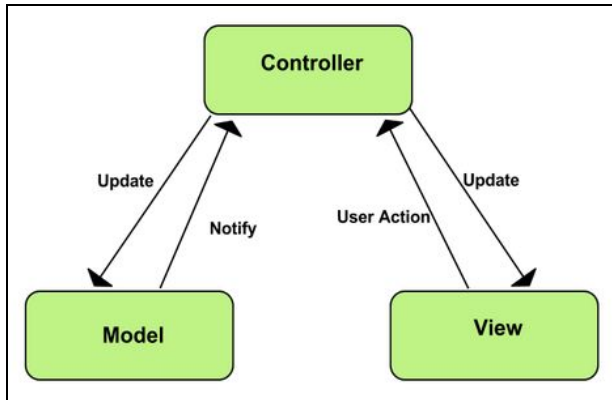 Controller
Update
Notify
User Action
Update
Model
View